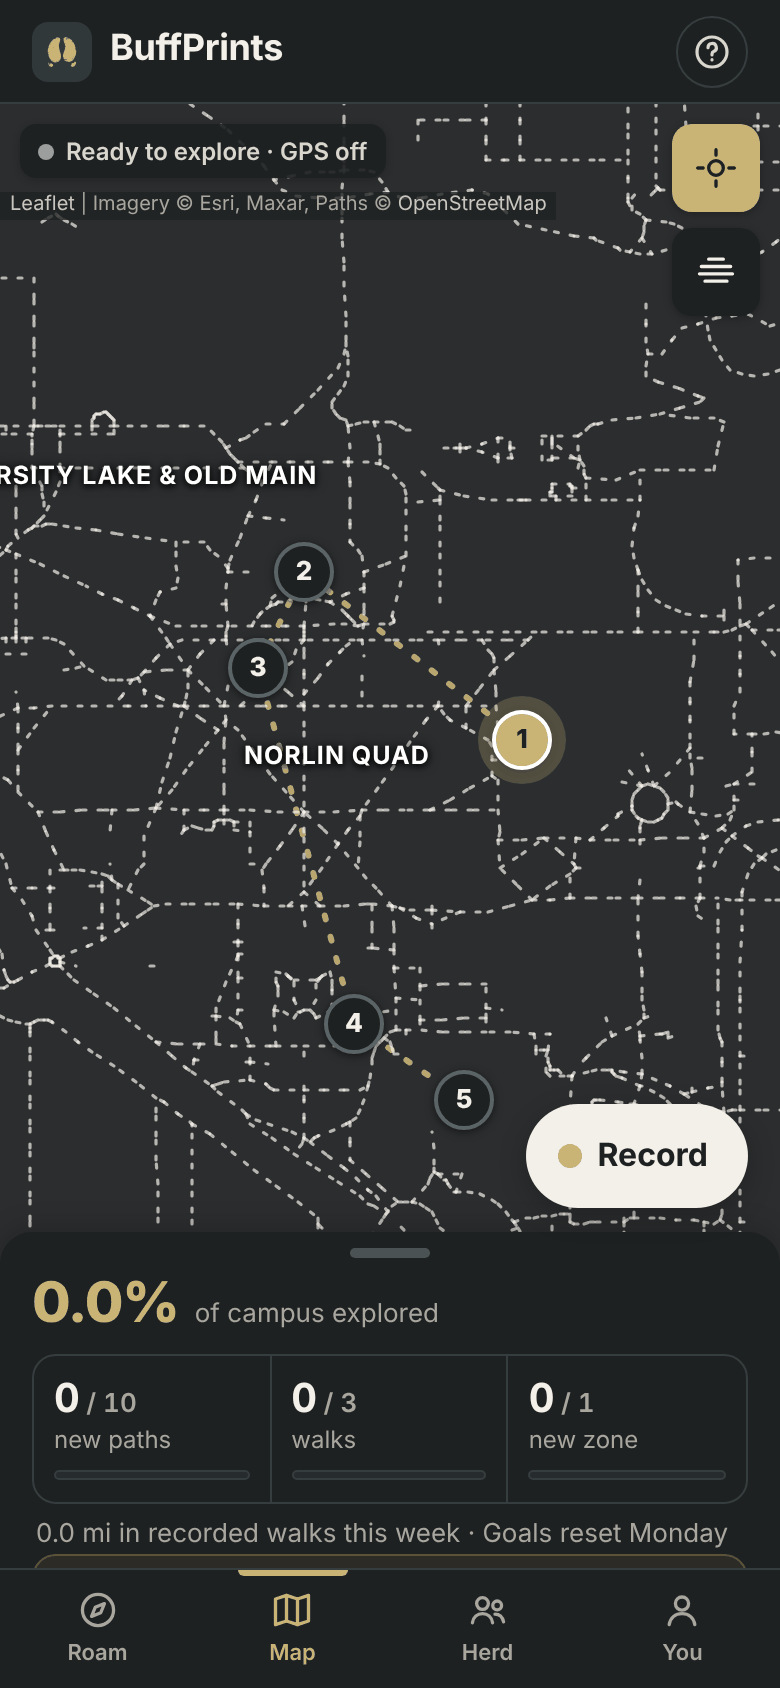 BuffPrints
Ready to explore · GPS off
Leaflet | Imagery © Esri, Maxar, Paths © OpenStreetMap
RSITY LAKE & OLD MAIN
2
3
1
NORLIN QUAD
4
5
Record
0.0% of campus explored
0 / 10
new paths
0 / 3
walks
0 / 1
new zone
0.0 mi in recorded walks this week · Goals reset Monday
Roam
Map
Herd
You